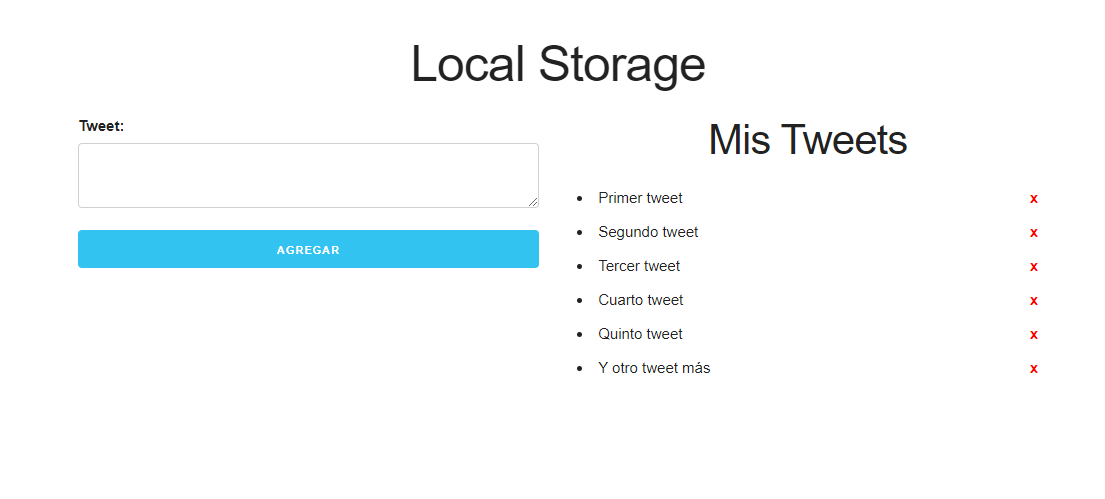 Local Storage
Tweet:
AGREGAR
Mis Tweets
Primer tweet x
Segundo tweet x
Tercer tweet x
Cuarto tweet x
Quinto tweet x
Y otro tweet más x